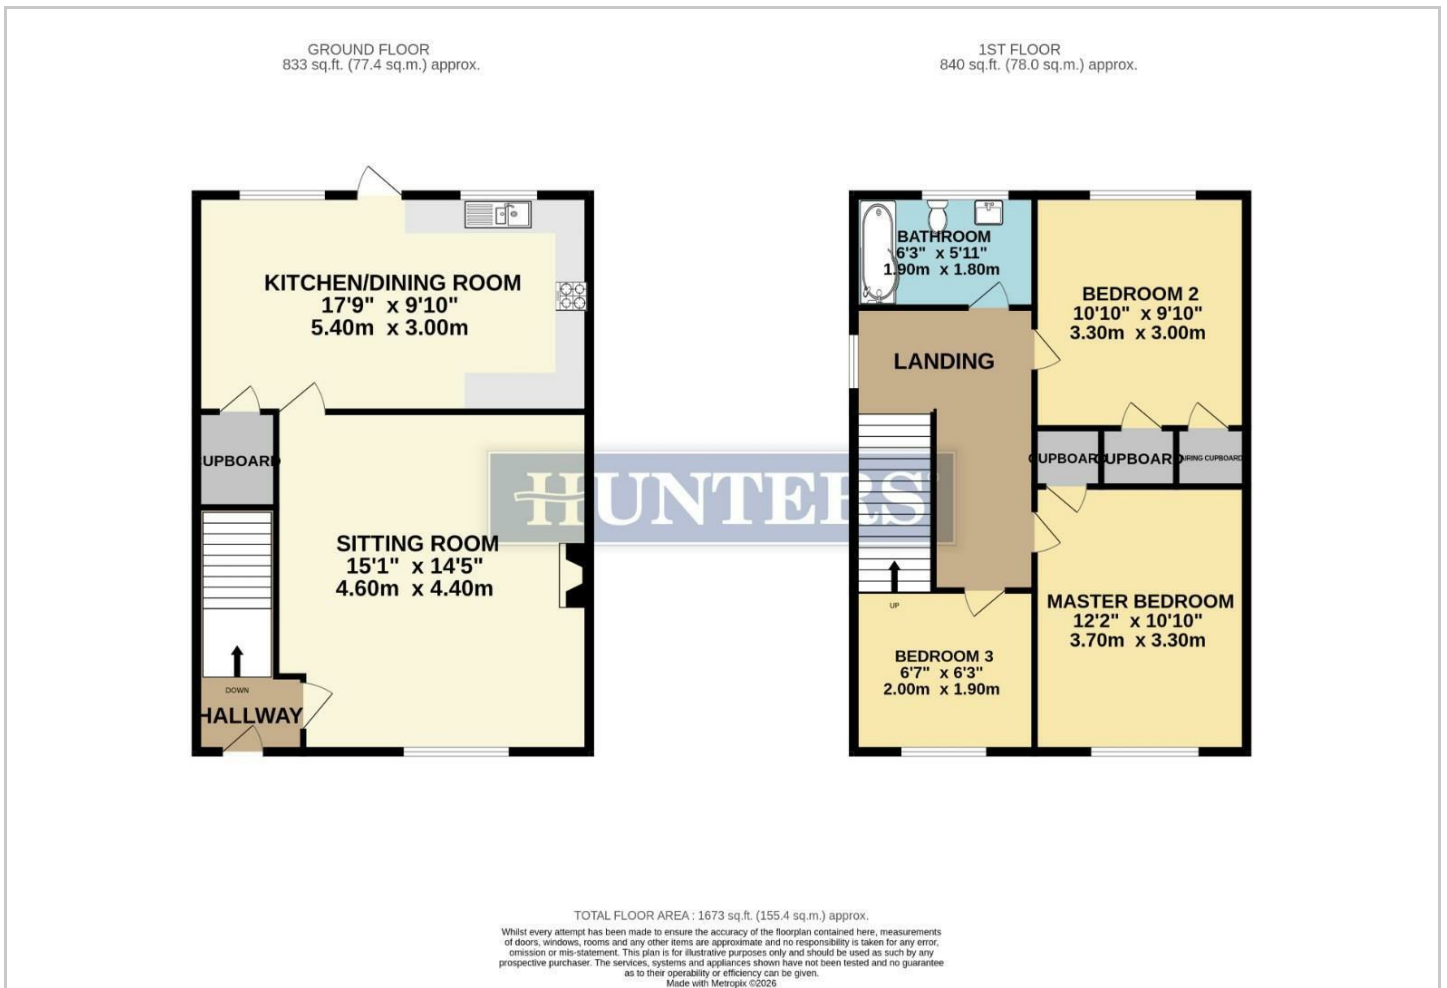 GROUND FLOOR
833 sq.ft. (77.4 sq.m.) approx.
1ST FLOOR
840 sq.ft. (78.0 sq.m.) approx.
KITCHEN/DINING ROOM
17'9" x 9'10"
5.40m x 3.00m
CUPBOARD
SITTING ROOM
15'1" x 14'5"
4.60m x 4.40m
DOWN
HALLWAY
HUNTERS
BATHROOM
6'3" x 5'11"
1.90m x 1.80m
BEDROOM 2
10'10" x 9'10"
3.30m x 3.00m
LANDING
CUPBOARD
CUPBOARD
AIRING CUPBOARD
UP
MASTER BEDROOM
12'2" x 10'10"
3.70m x 3.30m
BEDROOM 3
6'7" x 6'3"
2.00m x 1.90m
TOTAL FLOOR AREA : 1673 sq.ft. (155.4 sq.m.) approx.
Whilst every attempt has been made to ensure the accuracy of the floorplan contained here, measurements
of doors, windows, rooms and any other items are approximate and no responsibility is taken for any error,
omission or mis-statement. This plan is for illustrative purposes only and should be used as such by any
prospective purchaser. The services, systems and appliances shown have not been tested and no guarantee
as to their operability or efficiency can be given.
Made with Metropix ©2026